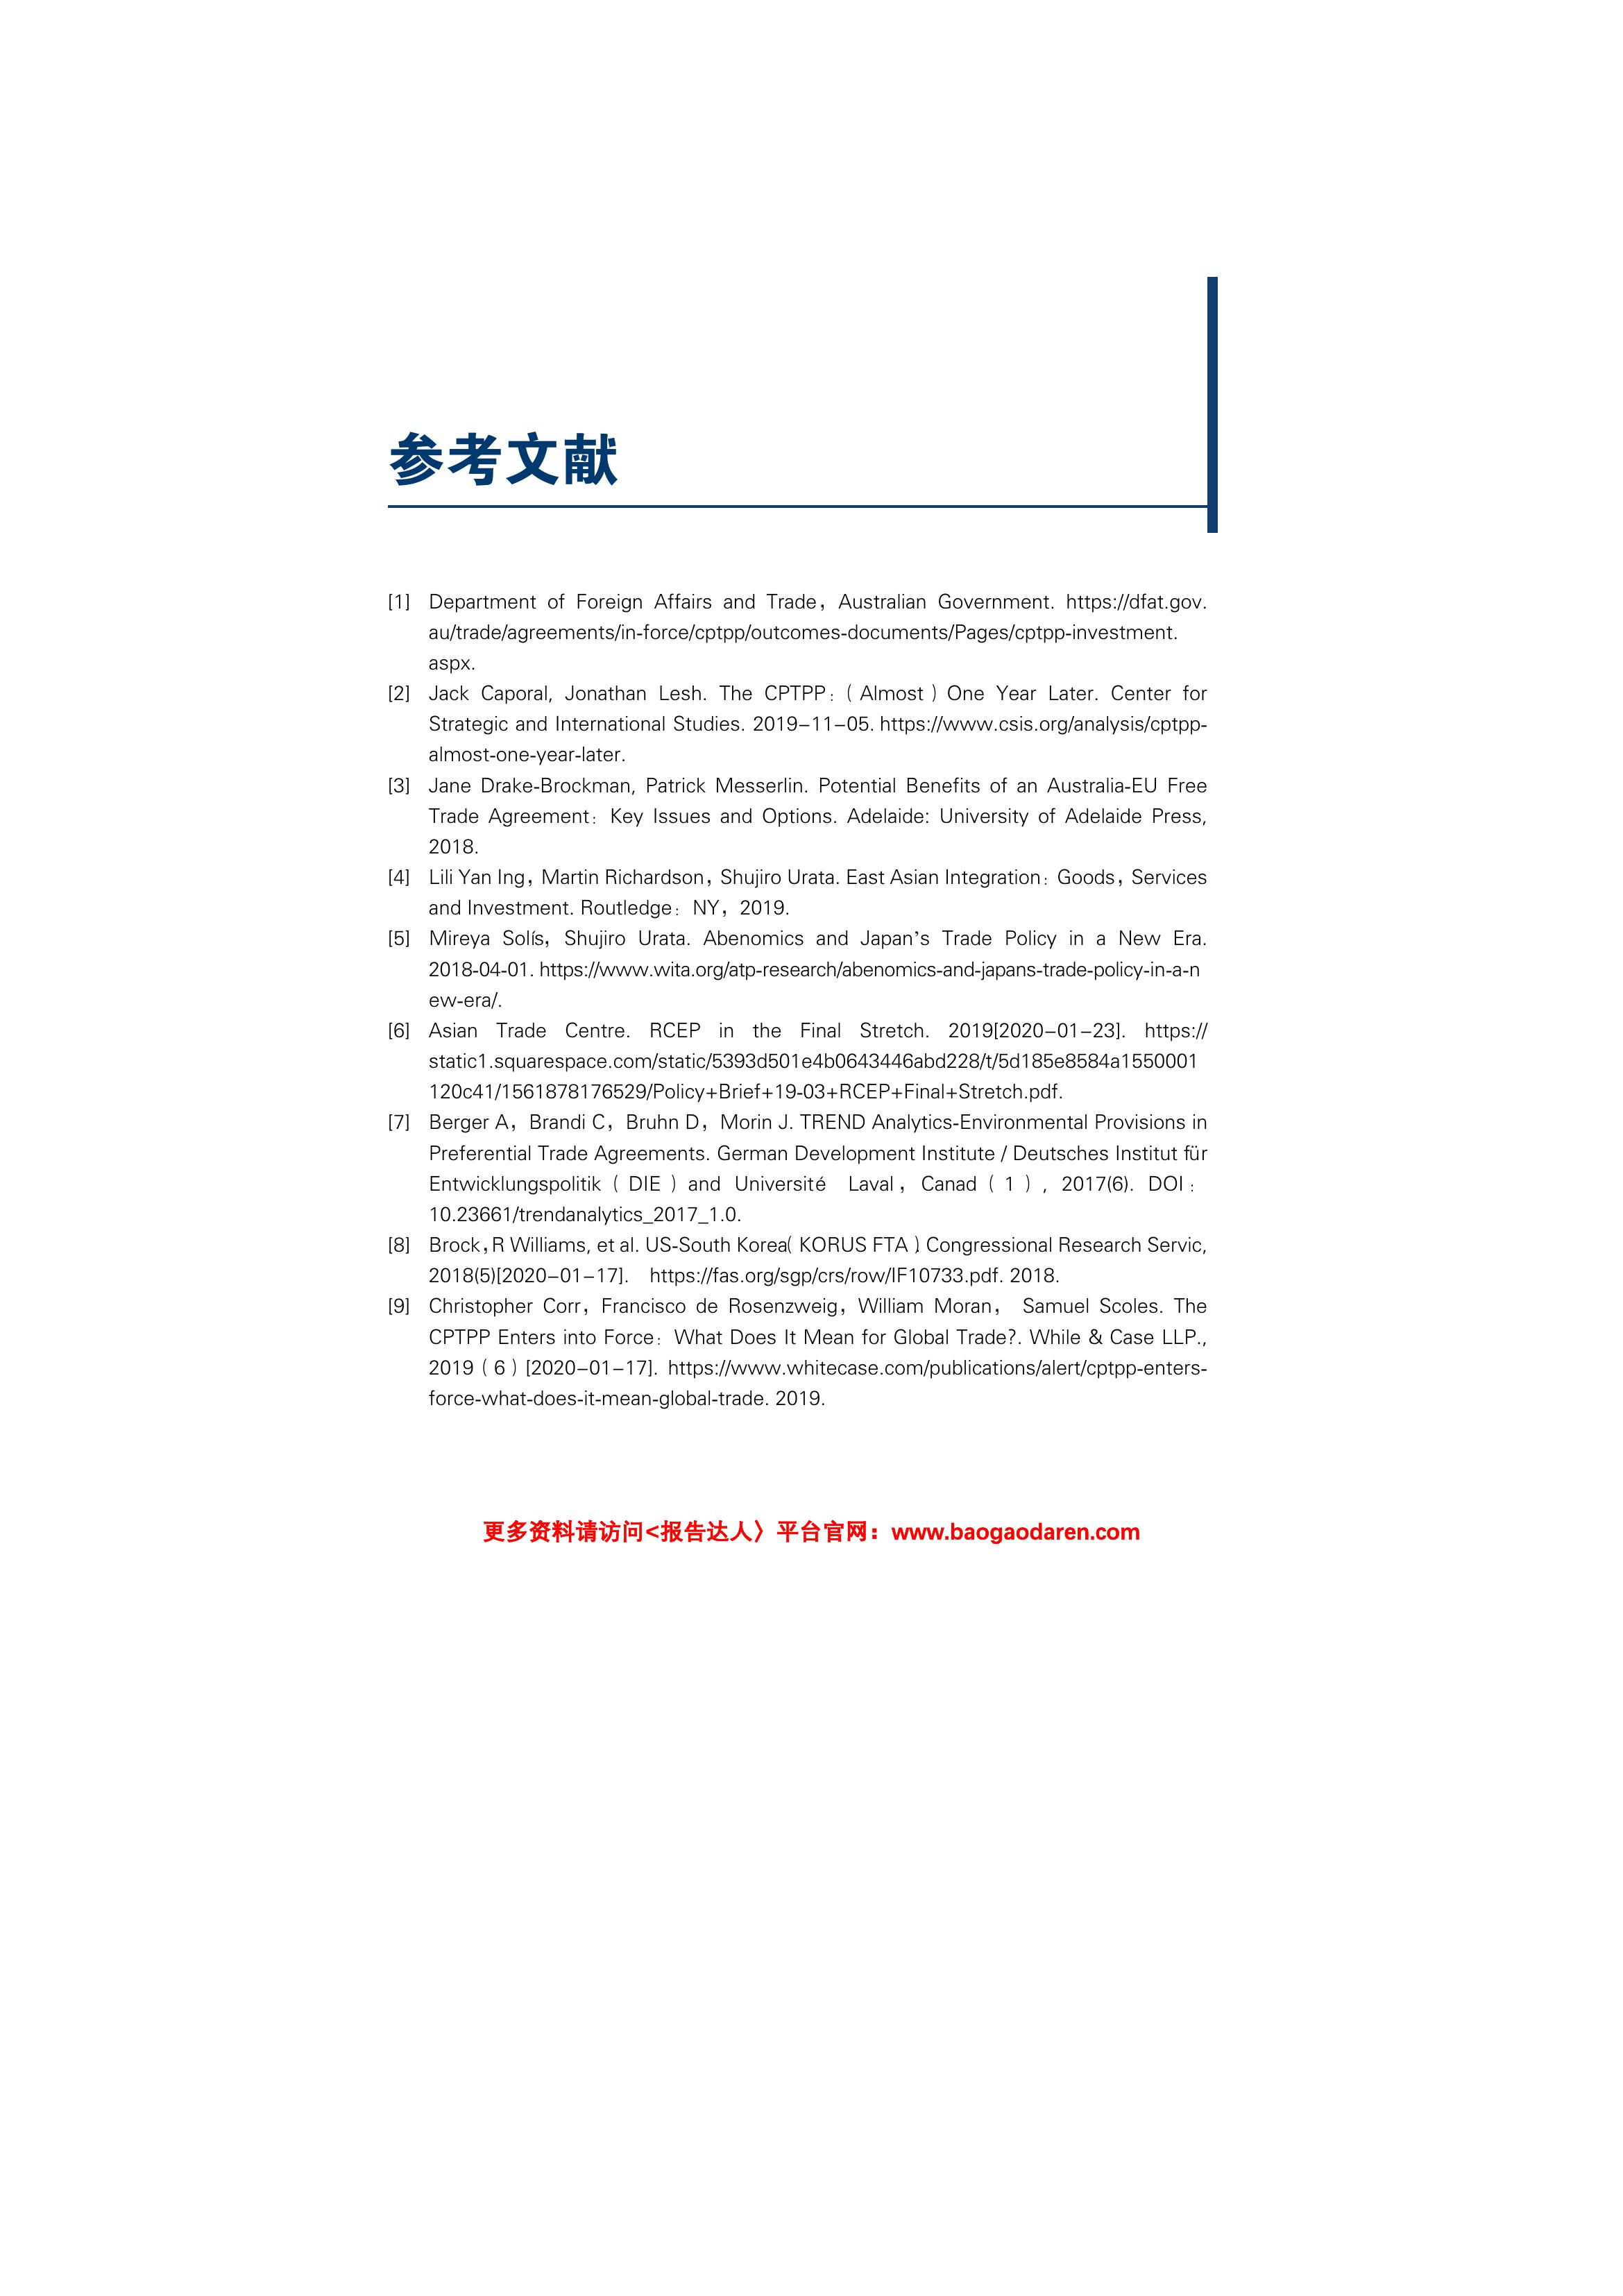 参考文献
[1] Department of Foreign Affairs and Trade，Australian Government. https://dfat.gov.
au/trade/agreements/in-force/cptpp/outcomes-documents/Pages/cptpp-investment.
aspx.
[2] Jack Caporal, Jonathan Lesh. The CPTPP：（Almost）One Year Later. Center for
Strategic and International Studies. 2019–11–05. https://www.csis.org/analysis/cptpp-
almost-one-year-later.
[3] Jane Drake-Brockman, Patrick Messerlin. Potential Benefits of an Australia-EU Free
Trade Agreement：Key Issues and Options. Adelaide: University of Adelaide Press,
2018.
[4] Lili Yan Ing，Martin Richardson，Shujiro Urata. East Asian Integration：Goods，Services
and Investment. Routledge：NY，2019.
[5] Mireya Solís，Shujiro Urata. Abenomics and Japan’s Trade Policy in a New Era.
2018-04-01. https://www.wita.org/atp-research/abenomics-and-japans-trade-policy-in-a-n
ew-era/.
[6] Asian Trade Centre. RCEP in the Final Stretch. 2019[2020–01–23]. https://
static1.squarespace.com/static/5393d501e4b0643446abd228/t/5d185e8584a1550001
120c41/1561878176529/Policy+Brief+19-03+RCEP+Final+Stretch.pdf.
[7] Berger A，Brandi C，Bruhn D，Morin J. TREND Analytics-Environmental Provisions in
Preferential Trade Agreements. German Development Institute / Deutsches Institut für
Entwicklungspolitik（DIE）and Université Laval，Canad（1）, 2017(6). DOI：
10.23661/trendanalytics_2017_1.0.
[8] Brock，R Williams, et al. US-South Korea（KORUS FTA）. Congressional Research Servic,
2018(5)[2020–01–17]. https://fas.org/sgp/crs/row/IF10733.pdf. 2018.
[9] Christopher Corr，Francisco de Rosenzweig，William Moran， Samuel Scoles. The
CPTPP Enters into Force：What Does It Mean for Global Trade?. While & Case LLP.,
2019（6）[2020–01–17]. https://www.whitecase.com/publications/alert/cptpp-enters-
force-what-does-it-mean-global-trade. 2019.
更多资料请访问<报告达人〉平台官网：www.baogaodaren.com